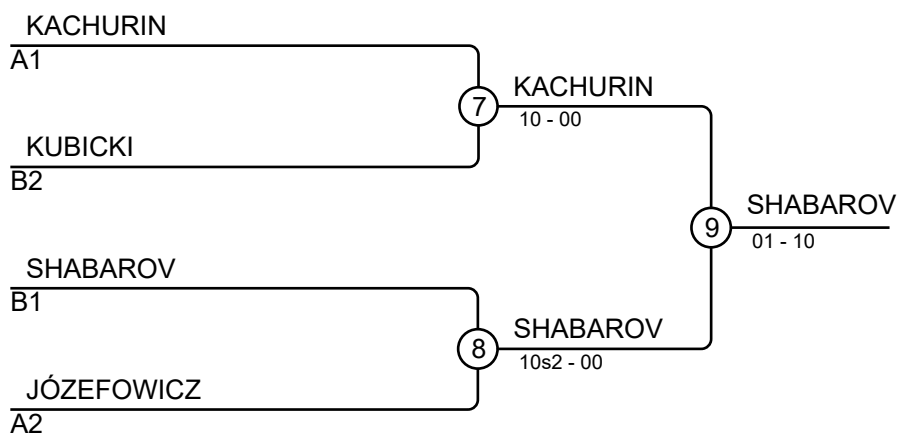 KACHURIN
A1
7
KACHURIN
10 - 00
KUBICKI
B2
9
SHABAROV
01 - 10
SHABAROV
B1
8
SHABAROV
10s2 - 00
JÓZEFOWICZ
A2